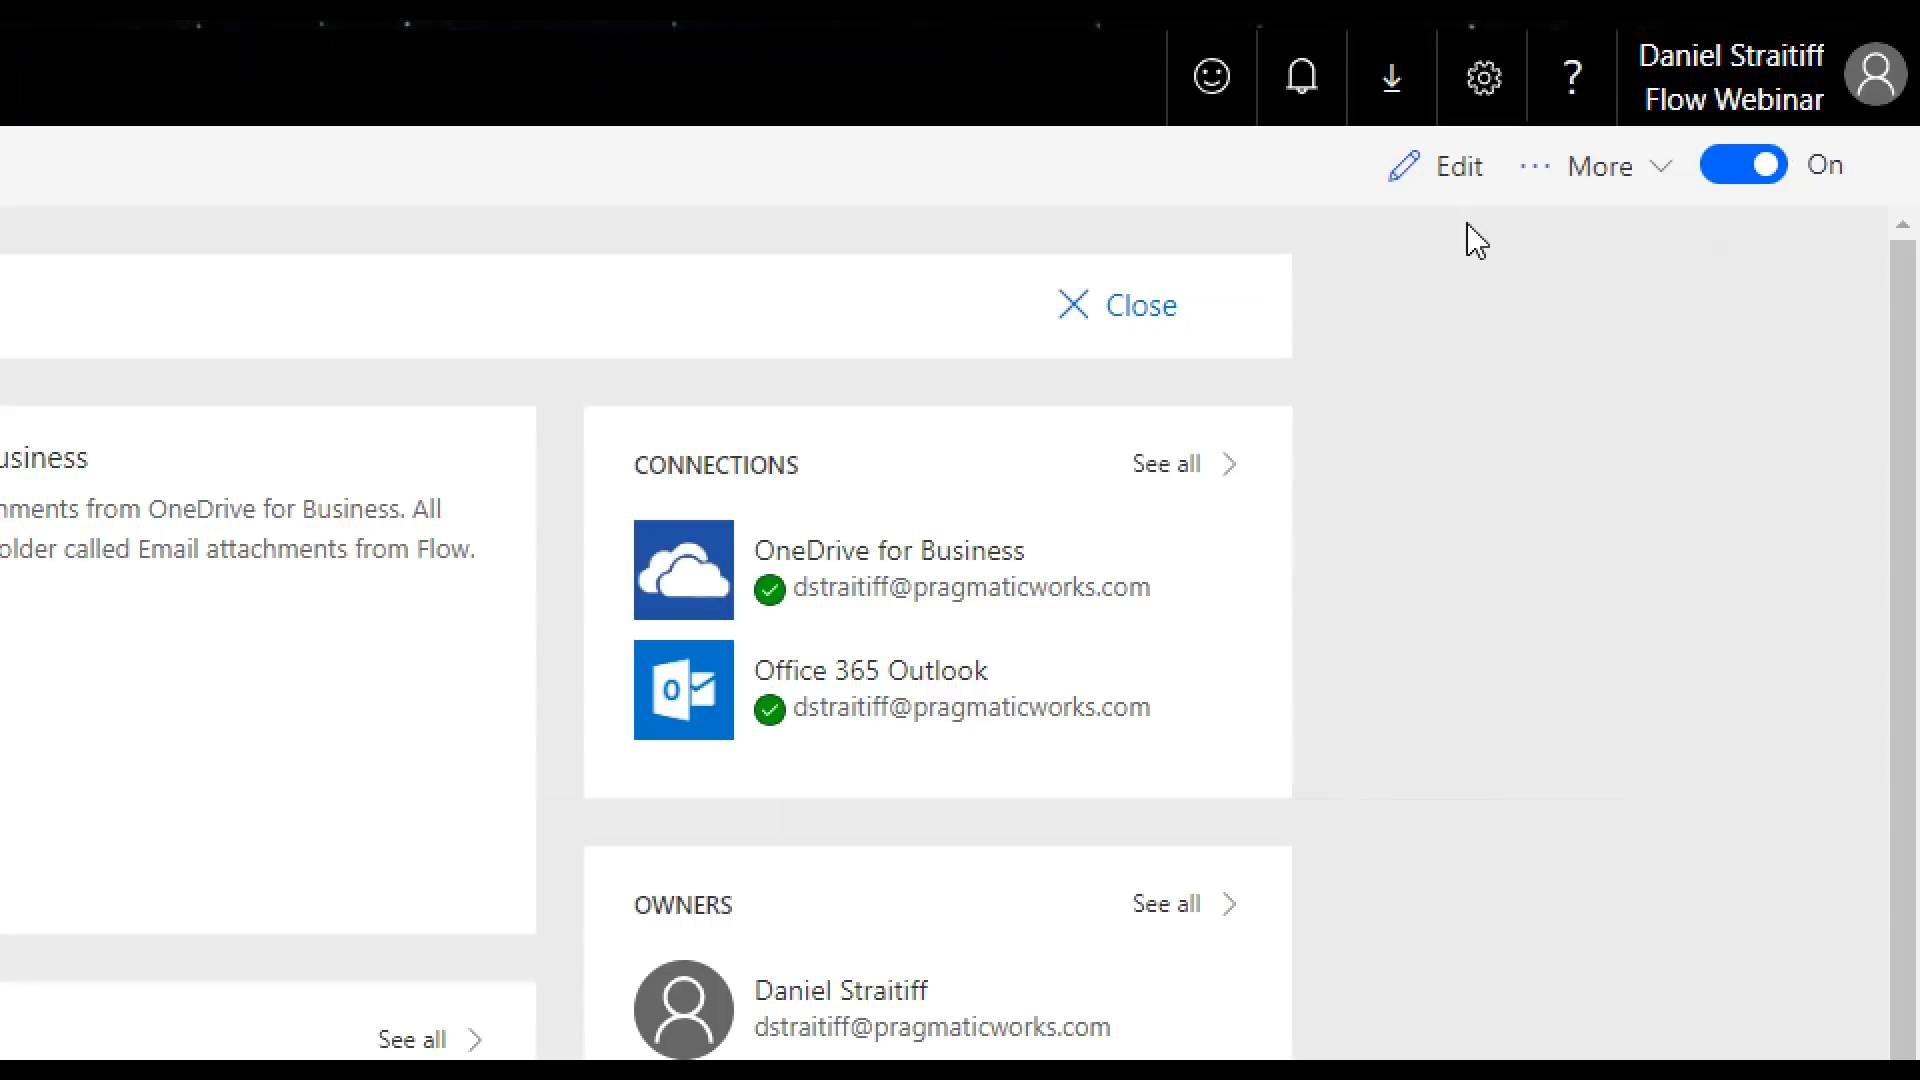 Daniel Straitiff
Flow Webinar
Edit
More
On
Close
usiness
nments from OneDrive for Business. All
older called Email attachments from Flow.
See all
CONNECTIONS
See all
OneDrive for Business
dstraitiff@pragmaticworks.com
Office 365 Outlook
dstraitiff@pragmaticworks.com
OWNERS
See all
Daniel Straitiff
dstraitiff@pragmaticworks.com